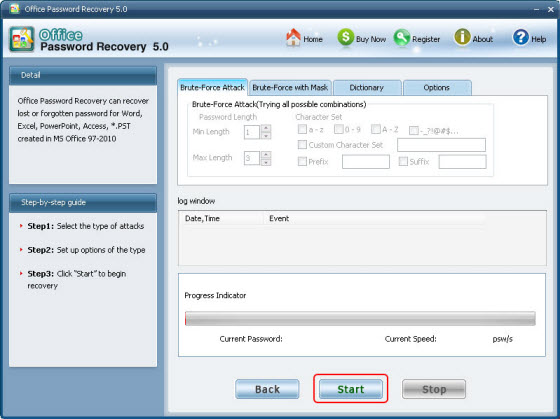 Office Password Recovery 5.0
Office
Password Recovery 5.0
Home
Buy Now
Register
About
Help
Detail
Office Password Recovery can recover
lost or forgotten password for Word,
Excel, PowerPoint, Access, *.PST
created in MS Office 97-2010
Step-by-step guide
Step1: Select the type of attacks
Step2: Set up options of the type
Step3: Click "Start" to begin
recovery
Brute-Force Attack
Brute-Force with Mask
Dictionary
Options
Brute-Force Attack(Trying all possible combinations)
Password Length
Character Set
Min Length 1
a - z
0 - 9
A - Z
-_?!@#$...
Custom Character Set
Max Length 3
Prefix
Suffix
log window
Date,Time
Event
Progress Indicator
Current Password:
Current Speed:
psw/s
Back
Start
Stop